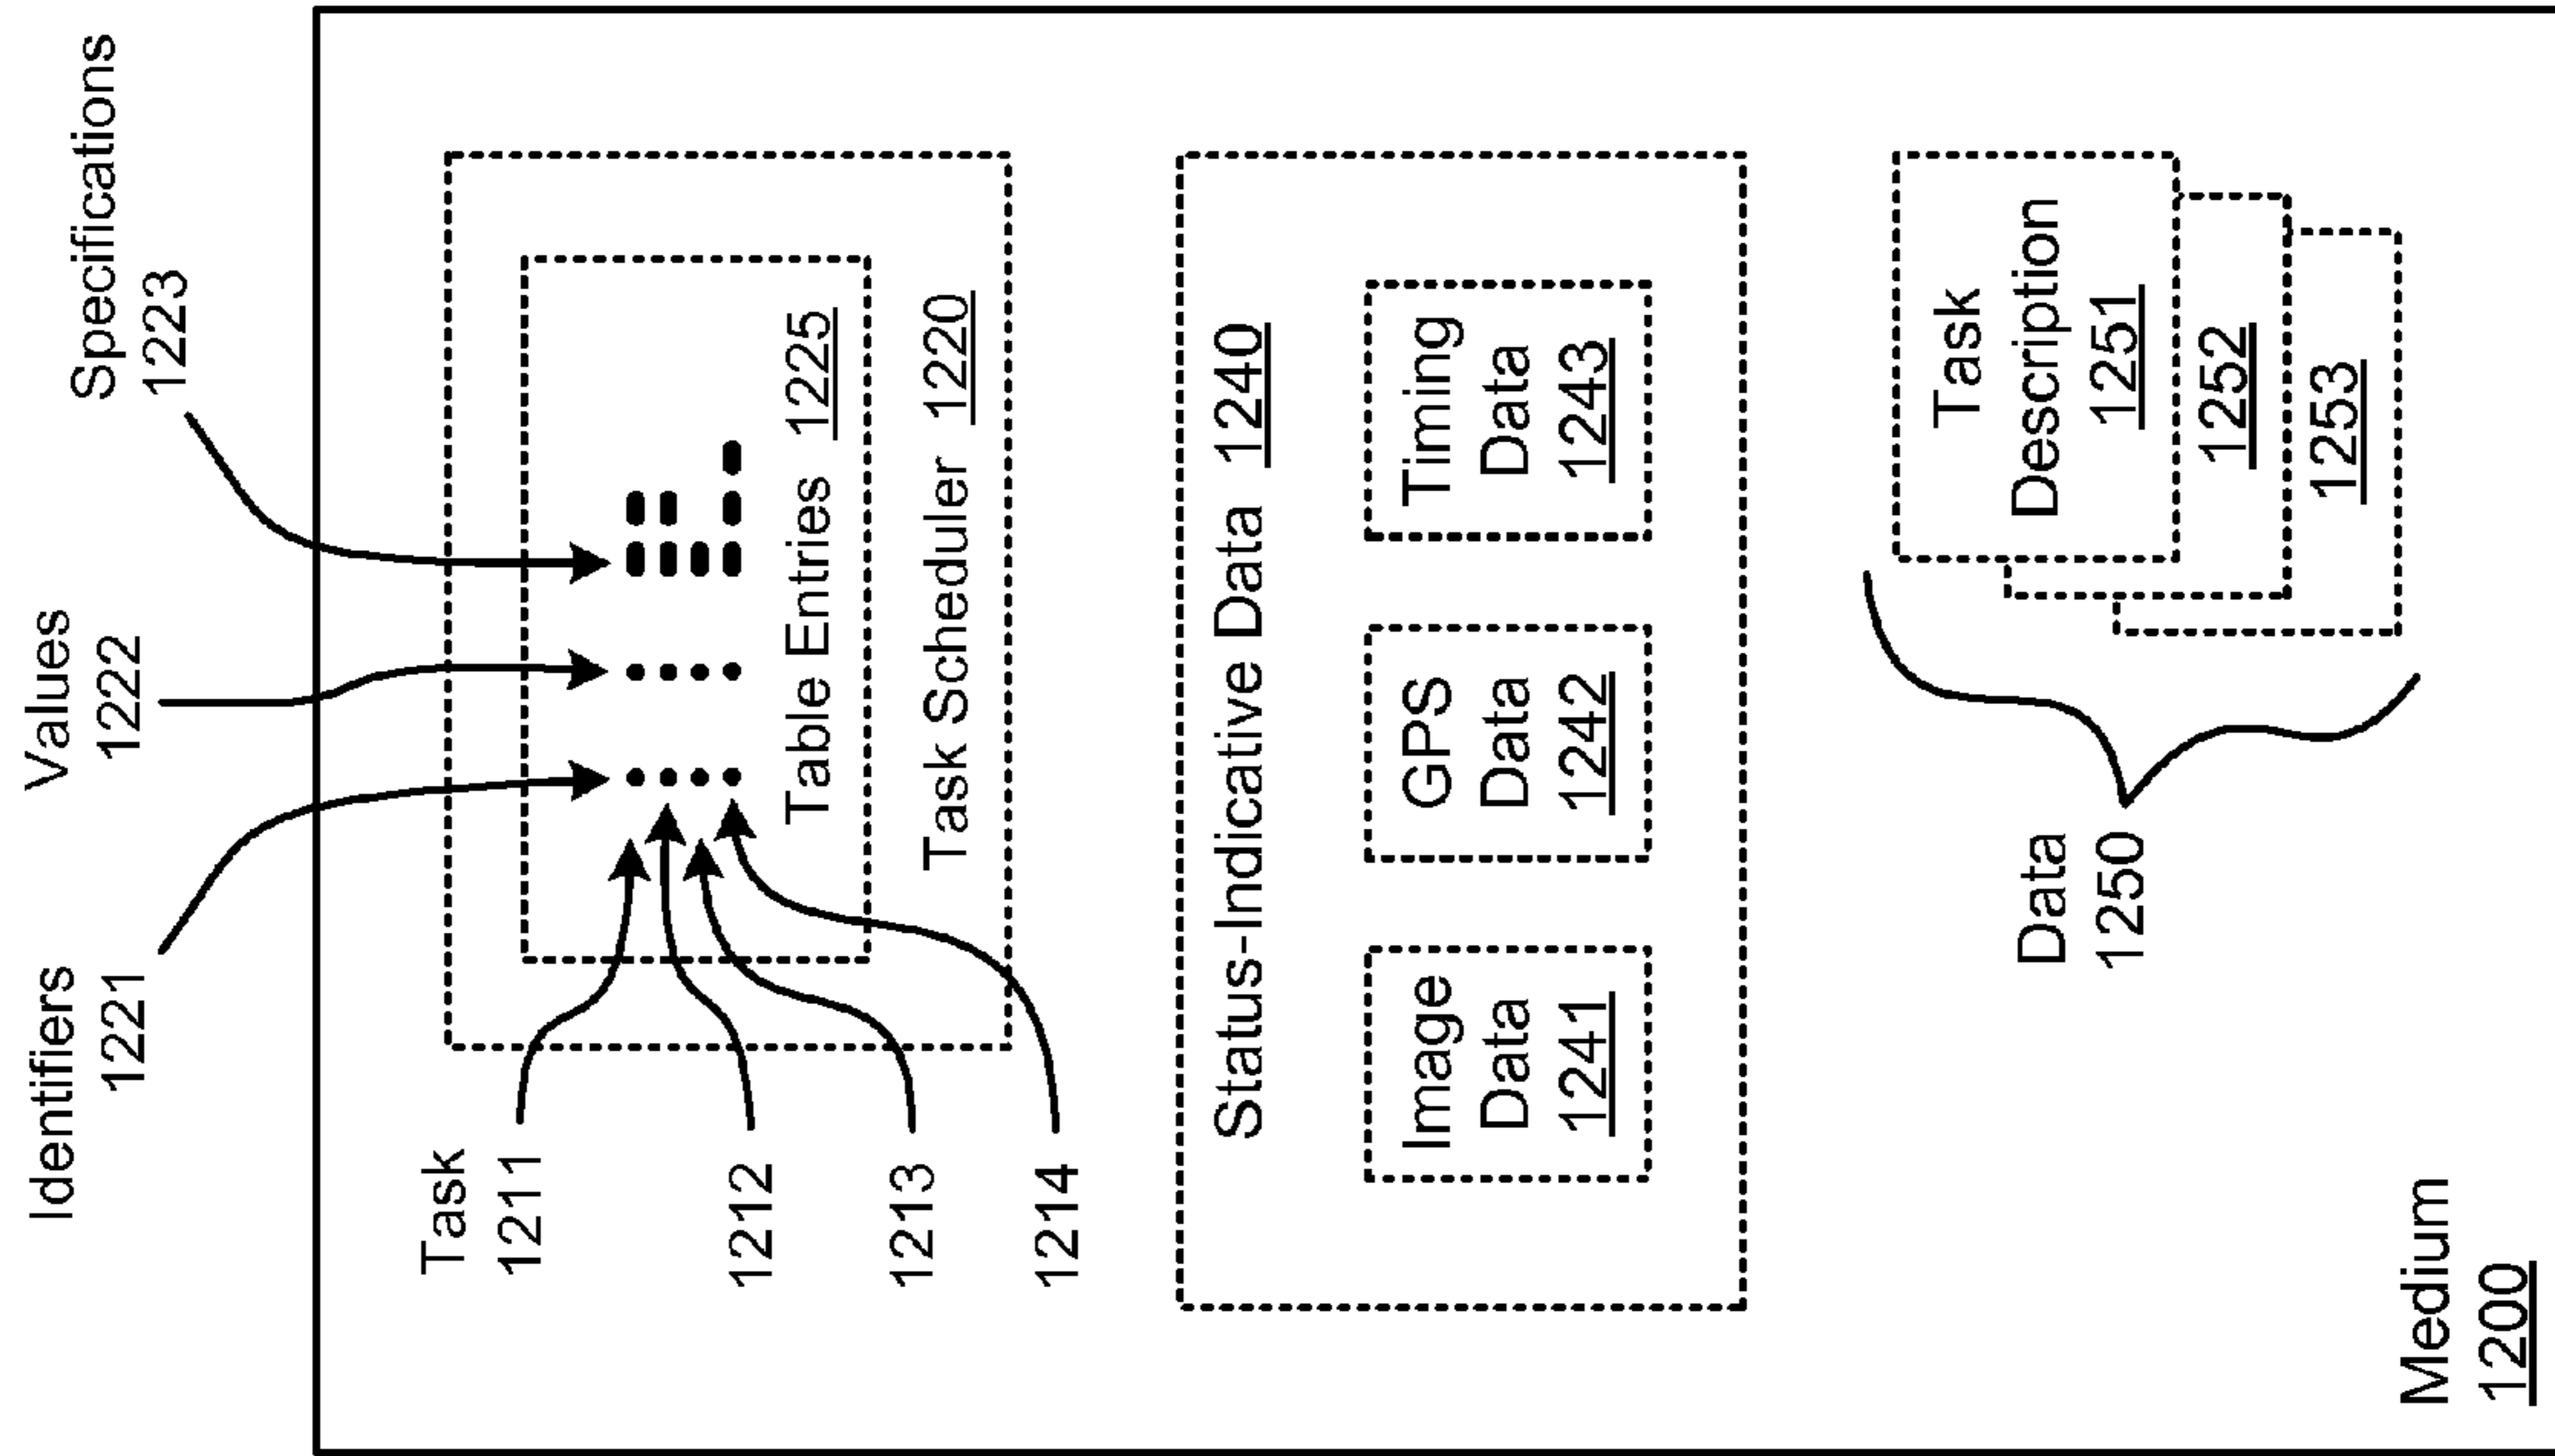 Identifiers
1221
Values
1222
Specifications
1223
Task
1211
1212
1213
1214
Table Entries 1225
Task Scheduler 1220
Status-Indicative Data 1240
Image
Data
1241
GPS
Data
1242
Timing
Data
1243
Data
1250
Task
Description
1251
1252
1253
Medium
1200